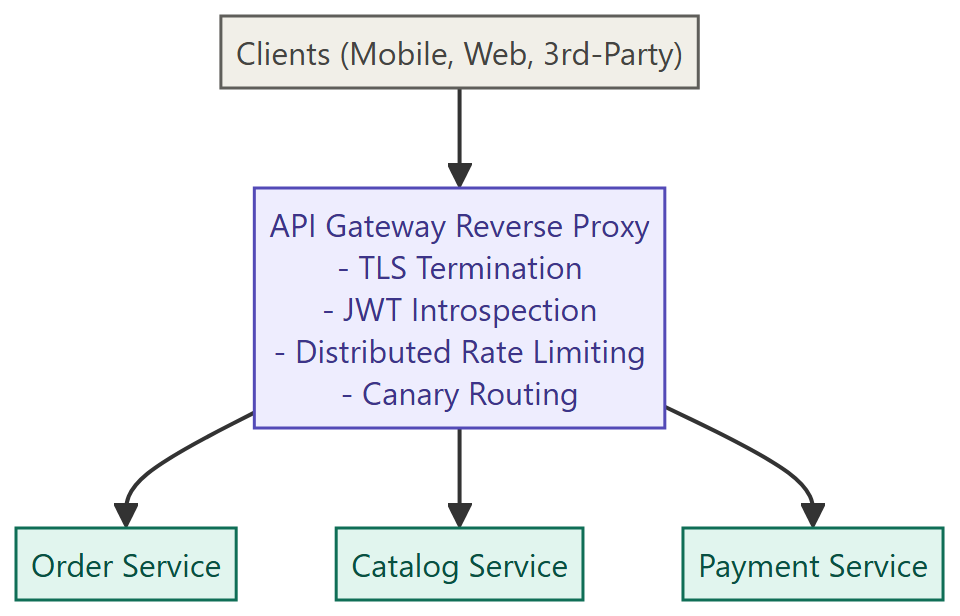 Clients (Mobile, Web, 3rd-Party)
API Gateway Reverse Proxy
- TLS Termination
- JWT Introspection
- Distributed Rate Limiting
- Canary Routing
Order Service
Catalog Service
Payment Service